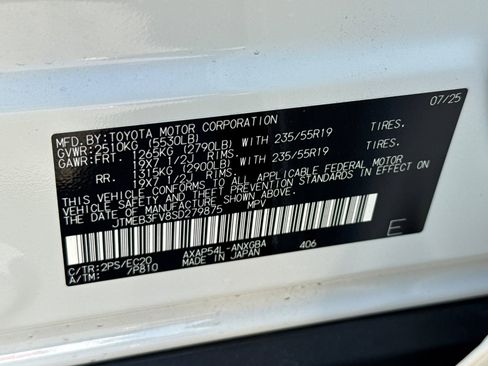 MFD.BY:TOYOTA MOTOR CORPORATION 07/25
GVWR:2510KG (5530LB)
GAWR:FRT. 1265KG (2790LB) WITH 235/55R19 TIRES.
19X7 1/2J RIMS.
RR. 1315KG (2900LB) WITH 235/55R19 TIRES.
19X7 1/2J RIMS.
THIS VEHICLE CONFORMS TO ALL APPLICABLE FEDERAL MOTOR
VEHICLE SAFETY AND THEFT PREVENTION STANDARDS IN EFFECT ON
THE DATE OF MANUFACTURE SHOWN ABOVE.
JTMEB3FV8SD279875 MPV
E
C/TR:2PS/EC20 AXAP54L-ANXGBA 406
A/TM: 7P810 MADE IN JAPAN